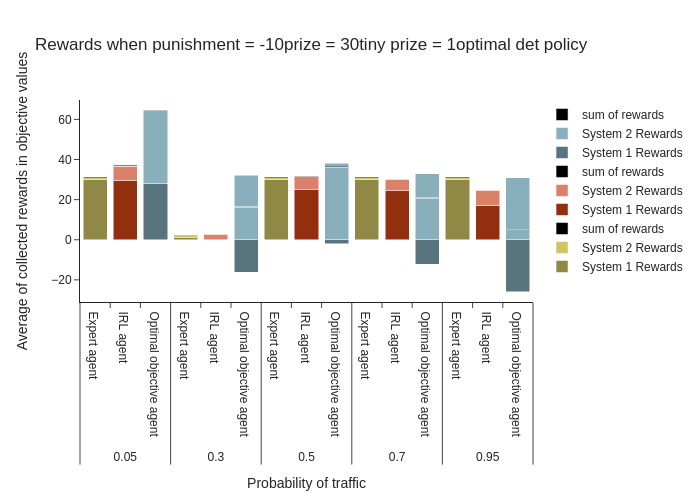 Rewards when punishment = -10prize = 30tiny prize = 1optimal det policy
Average of collected rewards in objective values
60
40
20
0
−20
sum of rewards
System 2 Rewards
System 1 Rewards
sum of rewards
System 2 Rewards
System 1 Rewards
sum of rewards
System 2 Rewards
System 1 Rewards
Expert agent
IRL agent
Optimal objective agent
Expert agent
IRL agent
Optimal objective agent
Expert agent
IRL agent
Optimal objective agent
Expert agent
IRL agent
Optimal objective agent
Expert agent
IRL agent
Optimal objective agent
0.05
0.3
0.5
0.7
0.95
Probability of traffic